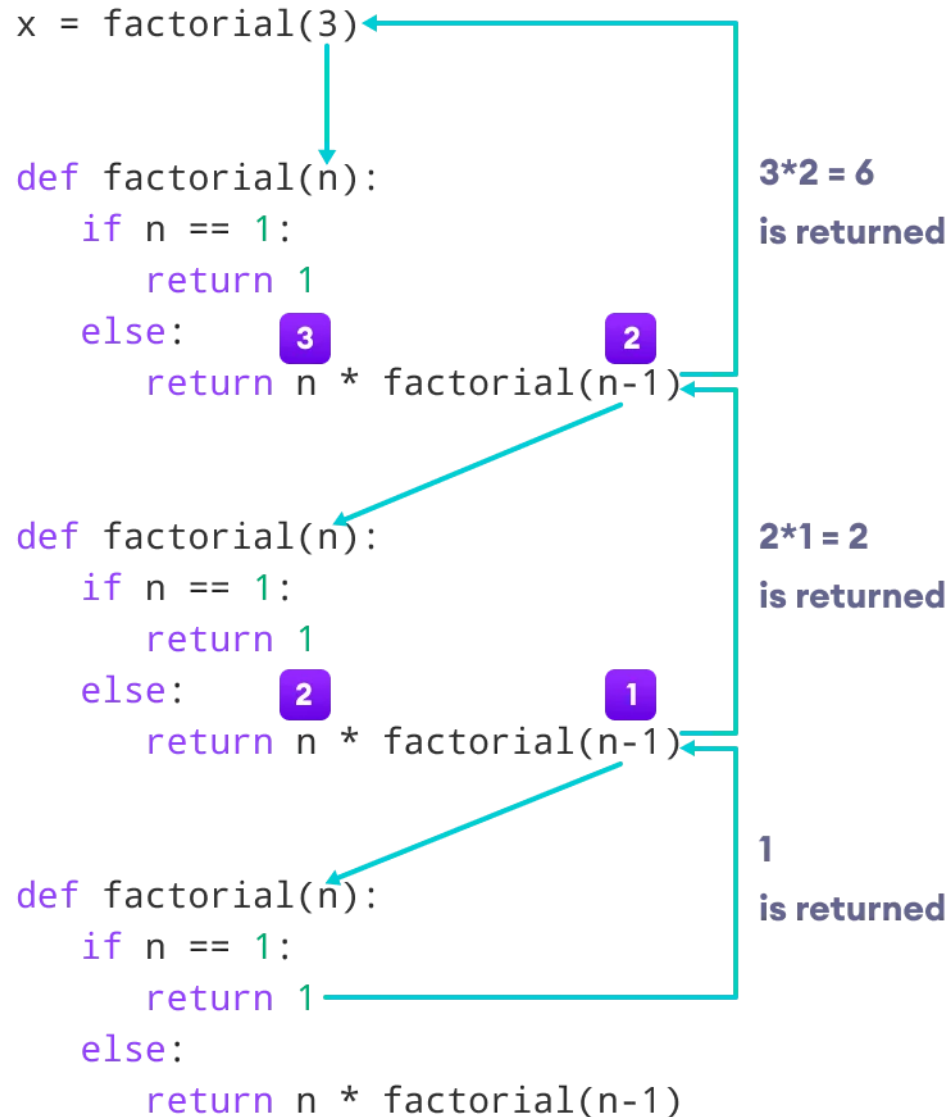 x = factorial(3)
def factorial(n):
3*2 = 6
if n == 1:
is returned
return 1
else:
3
2
return n * factorial(n-1)
def factorial(n):
2*1 = 2
if n == 1:
is returned
return 1
else:
2
1
return n * factorial(n-1)
1
def factorial(n):
is returned
if n == 1:
return 1
else:
return n * factorial(n-1)